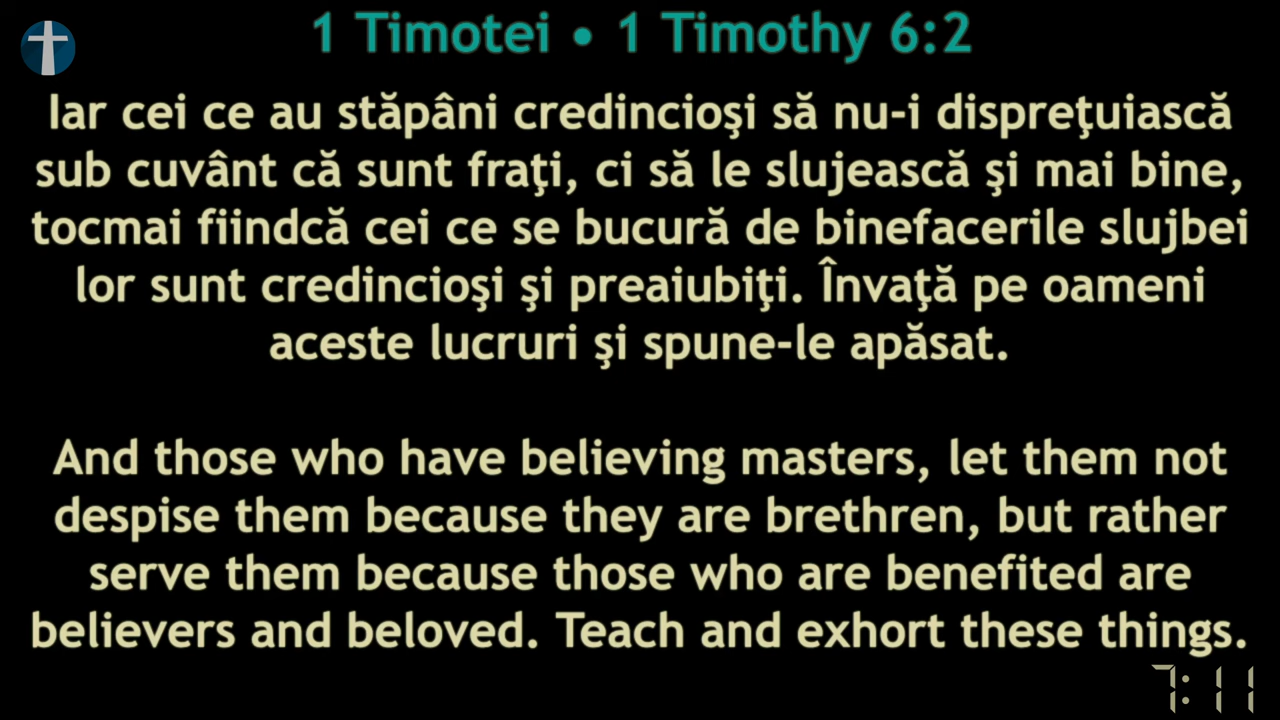 1 Timotei • 1 Timothy 6:2
Iar cei ce au stăpâni credincioşi să nu-i dispreţuiască
sub cuvânt că sunt fraţi, ci să le slujească şi mai bine,
tocmai fiindcă cei ce se bucură de binefacerile slujbei
lor sunt credincioşi şi preaiubiţi. Învaţă pe oameni
aceste lucruri şi spune-le apăsat.
And those who have believing masters, let them not
despise them because they are brethren, but rather
serve them because those who are benefited are
believers and beloved. Teach and exhort these things.
7:11